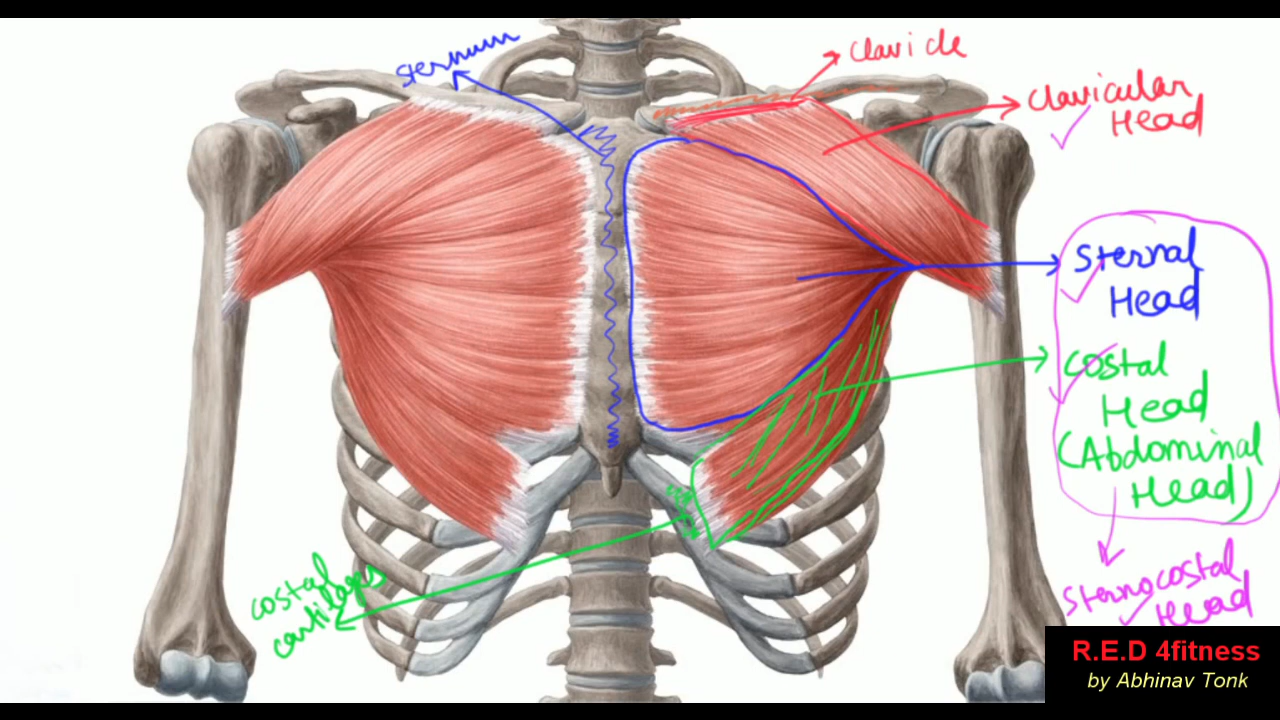 sternum
clavicle
clavicular
Head
Sternal
Head
costal
Head
(Abdominal
Head)
sternocostal
Head
costal
cartilages
R.E.D 4fitness
by Abhinav Tonk